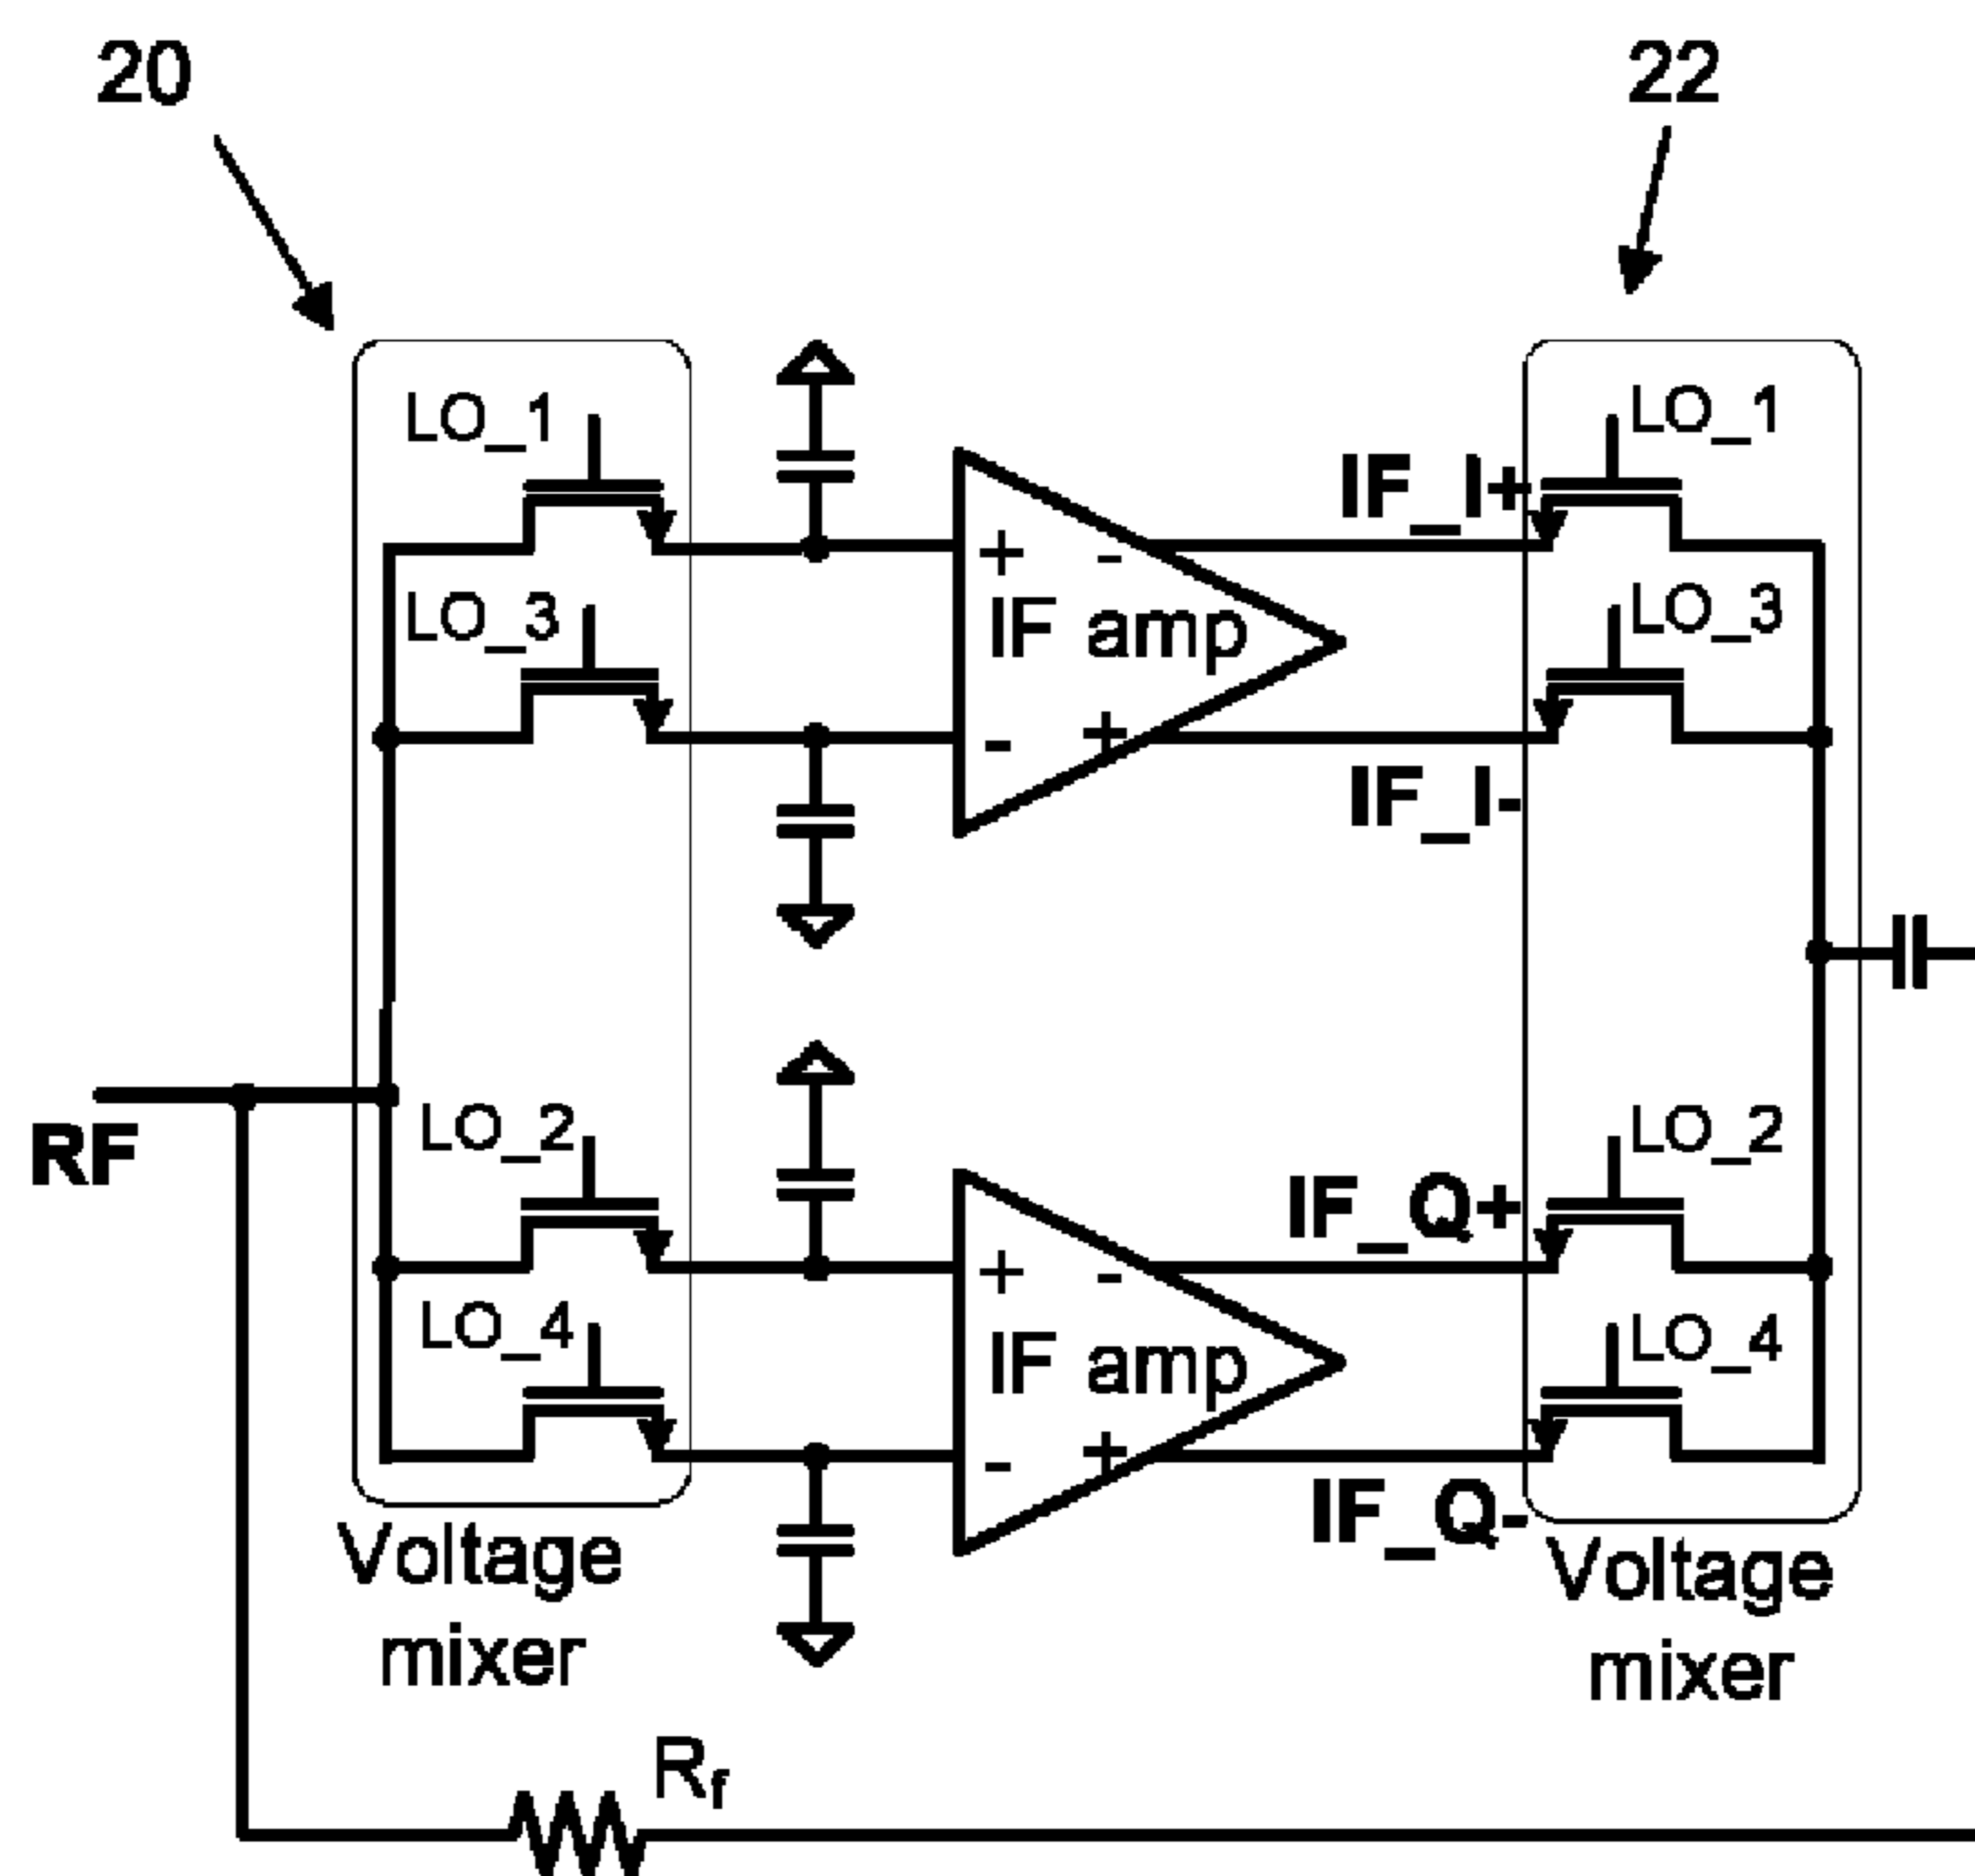 20
22
LO_1
LO_1
IF_I+
LO_3
LO_3
+ -
IF amp
- +
IF_I-
RF
LO_2
LO_2
IF_Q+
LO_4
LO_4
+ -
IF amp
- +
IF_Q-
Voltage
mixer
Voltage
mixer
Rf